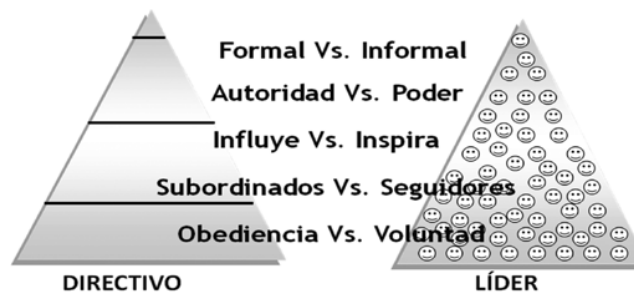 Formal Vs. Informal
Autoridad Vs. Poder
Influye Vs. Inspira
Subordinados Vs. Seguidores
Obediencia Vs. Voluntad
DIRECTIVO
LÍDER